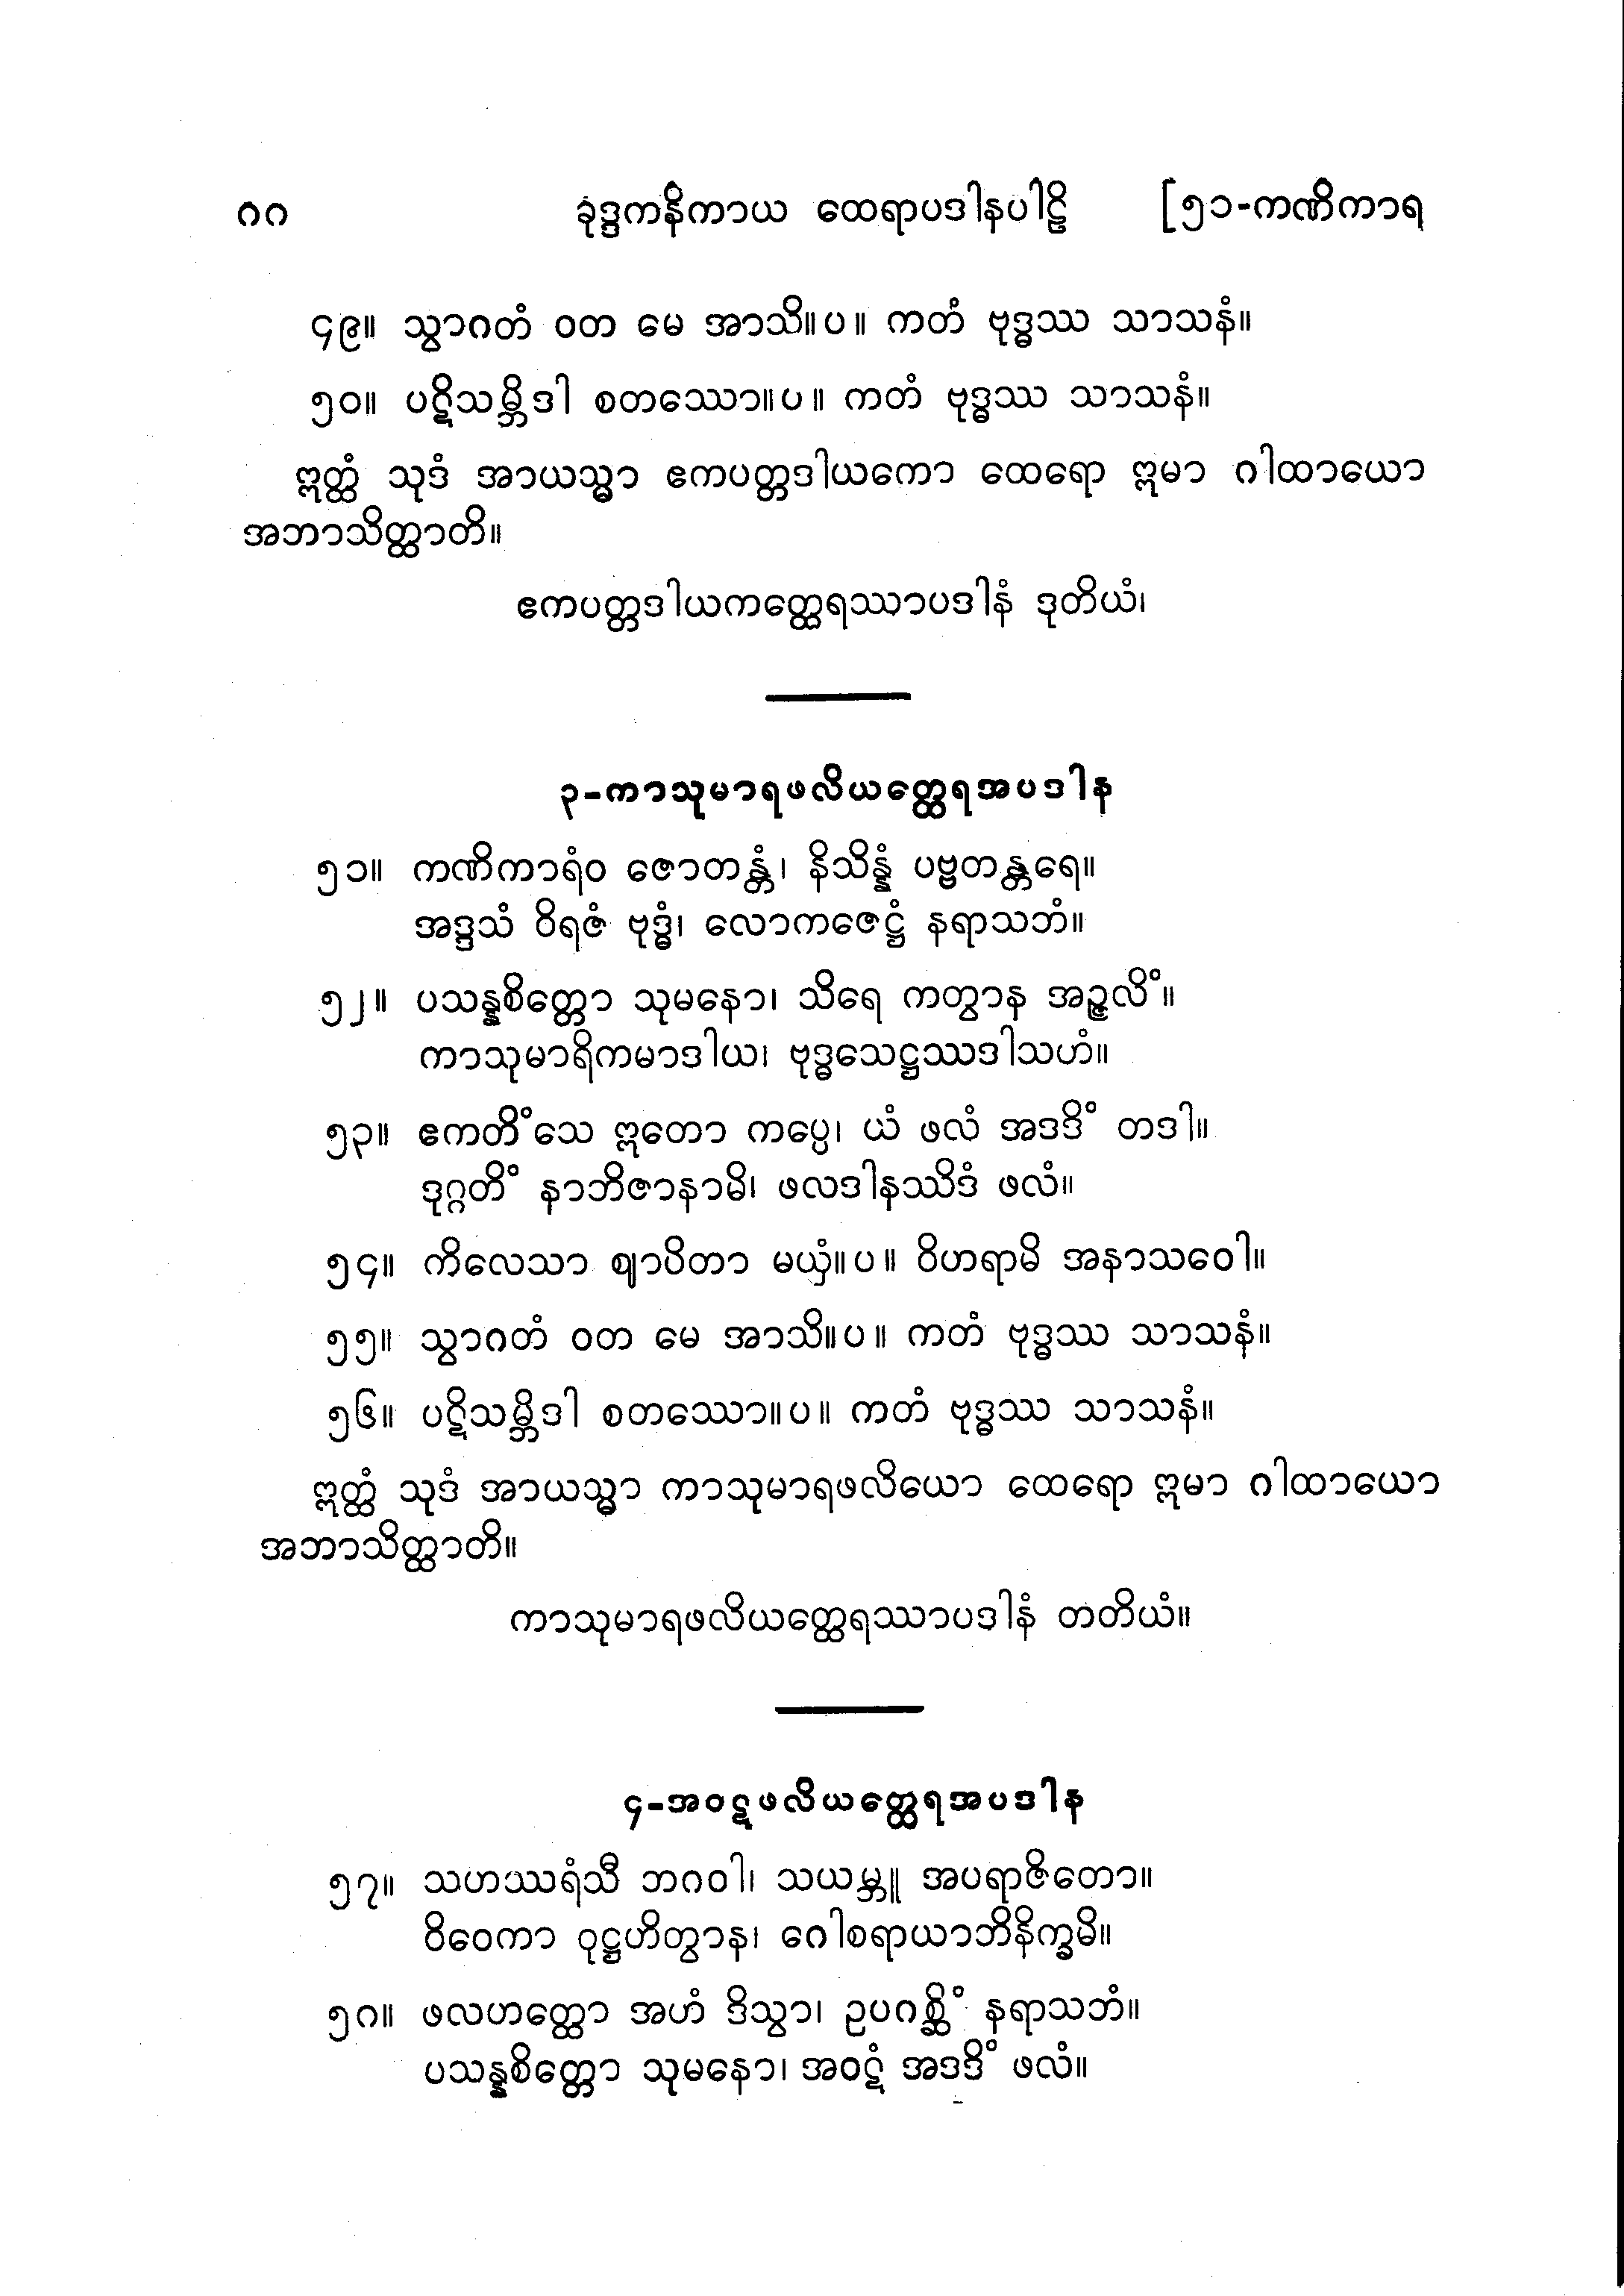 ၈၈ ခုဒ္ဒကနိကာယ ထေရာပဒါနပါဠိ [၅၁-ကဏိကာရ
၄၉။ သွာဂတံ ဝတ မေ အာသိ။ပ။ ကတံ ဗုဒ္ဓဿ သာသနံ။
၅၀။ ပဋိသမ္ဘိဒါ စတဿော။ပ။ ကတံ ဗုဒ္ဓဿ သာသနံ။
ဣတ္ထံ သုဒံ အာယသ္မာ ဧကပတ္တဒါယကော ထေရော ဣမာ ဂါထာယော
အဘာသိတ္ထာတိ။
ဧကပတ္တဒါယကတ္ထေရဿာပဒါနံ ဒုတိယံ၊
၃-ကာသုမာရဖလိယတ္ထေရအပဒါန
၅၁။ ကဏိကာရံဝ ဇောတန္တံ၊ နိသိန္နံ ပဗ္ဗတန္တရေ။
အဒ္ဒသံ ဝိရဇံ ဗုဒ္ဓံ၊ လောကဇေဋ္ဌံ နရာသဘံ။
၅၂။ ပသန္နစိတ္တော သုမနော၊ သိရေ ကတွာန အဉ္ဇလိံ။
ကာသုမာရိကမာဒါယ၊ ဗုဒ္ဓသေဋ္ဌဿဒါသဟံ။
၅၃။ ဧကတိံသေ ဣတော ကပ္ပေ၊ ယံ ဖလံ အဒဒိံ တဒါ။
ဒုဂ္ဂတိံ နာဘိဇာနာမိ၊ ဖလဒါနဿိဒံ ဖလံ။
၅၄။ ကိလေသာ ဈာပိတာ မယှံ။ပ။ ဝိဟရာမိ အနာသဝေါ။
၅၅။ သွာဂတံ ဝတ မေ အာသိ။ပ။ ကတံ ဗုဒ္ဓဿ သာသနံ။
၅၆။ ပဋိသမ္ဘိဒါ စတဿော။ပ။ ကတံ ဗုဒ္ဓဿ သာသနံ။
ဣတ္ထံ သုဒံ အာယသ္မာ ကာသုမာရဖလိယော ထေရော ဣမာ ဂါထာယော
အဘာသိတ္ထာတိ။
ကာသုမာရဖလိယတ္ထေရဿာပဒါနံ တတိယံ။
၄-အဝဋဖလိယတ္ထေရအပဒါန
၅၇။ သဟဿရံသီ ဘဂဝါ၊ သယမ္ဘူ အပရာဇိတော။
ဝိဝေကာ ဝုဋ္ဌဟိတွာန၊ ဂေါစရာယာဘိနိက္ခမိ။
၅၈။ ဖလဟတ္ထော အဟံ ဒိသွာ၊ ဥပဂစ္ဆိံ နရာသဘံ။
ပသန္နစိတ္တော သုမနော၊ အဝဋံ အဒဒိံ ဖလံ။